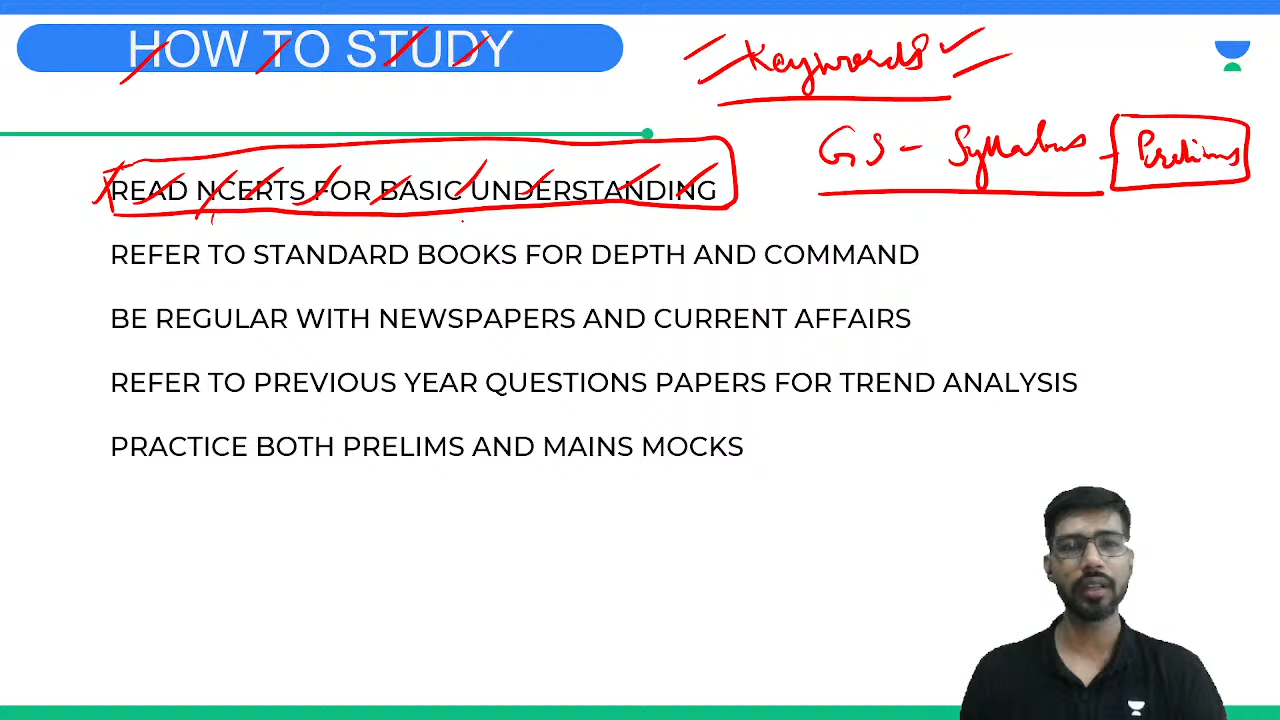 HOW TO STUDY
Keywords
GS - Syllabus - Prelims
READ NCERTS FOR BASIC UNDERSTANDING
REFER TO STANDARD BOOKS FOR DEPTH AND COMMAND
BE REGULAR WITH NEWSPAPERS AND CURRENT AFFAIRS
REFER TO PREVIOUS YEAR QUESTIONS PAPERS FOR TREND ANALYSIS
PRACTICE BOTH PRELIMS AND MAINS MOCKS